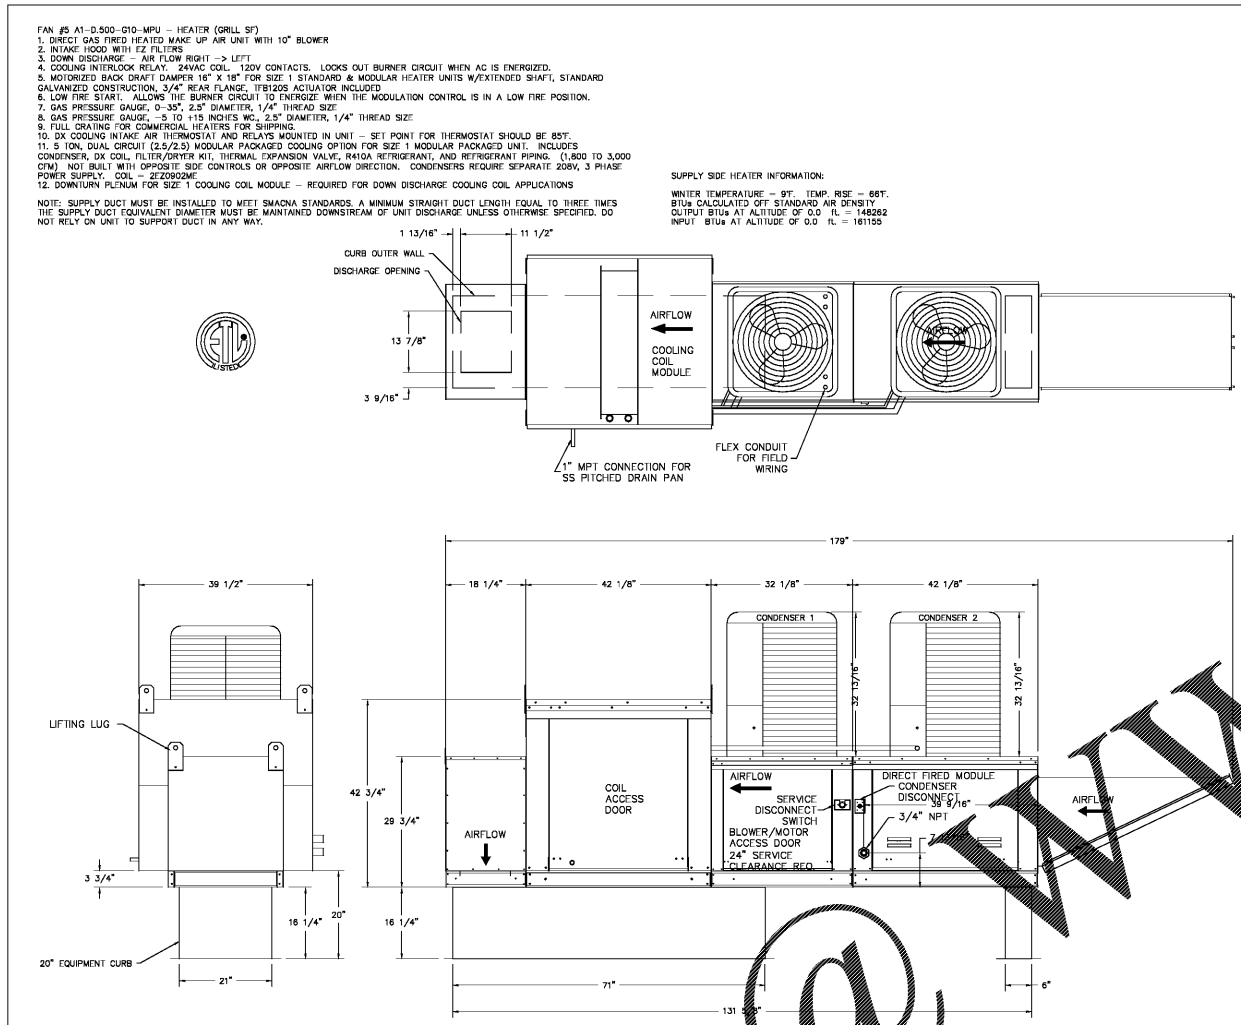 FAN #5 A1-D.500-G10-MPU - HEATER (GRILL SF)
1. DIRECT GAS FIRED HEATED MAKE UP AIR UNIT WITH 10" BLOWER
2. INTAKE HOOD WITH EZ FILTERS
3. DOWN DISCHARGE - AIR FLOW RIGHT -> LEFT
4. COOLING INTERLOCK RELAY. 24VAC COIL. 120V CONTACTS. LOCKS OUT BURNER CIRCUIT WHEN AC IS ENERGIZED.
5. MOTORIZED BACK DRAFT DAMPER 16" X 18" FOR SIZE 1 STANDARD & MODULAR HEATER UNITS W/EXTENDED SHAFT, STANDARD
GALVANIZED CONSTRUCTION, 3/4" REAR FLANGE, TFB120S ACTUATOR INCLUDED
6. LOW FIRE START. ALLOWS THE BURNER CIRCUIT TO ENERGIZE WHEN THE MODULATION CONTROL IS IN A LOW FIRE POSITION.
7. GAS PRESSURE GAUGE, 0-35", 2.5" DIAMETER, 1/4" THREAD SIZE
8. GAS PRESSURE GAUGE, -5 TO +15 INCHES WC., 2.5" DIAMETER, 1/4" THREAD SIZE
9. FULL CRATING FOR COMMERCIAL HEATERS FOR SHIPPING.
10. DX COOLING INTAKE AIR THERMOSTAT AND RELAYS MOUNTED IN UNIT - SET POINT FOR THERMOSTAT SHOULD BE 85°F.
11. 5 TON, DUAL CIRCUIT (2.5/2.5) MODULAR PACKAGED COOLING OPTION FOR SIZE 1 MODULAR PACKAGED UNIT. INCLUDES
CONDENSER, DX COIL, FILTER/DRYER KIT, THERMAL EXPANSION VALVE, R410A REFRIGERANT, AND REFRIGERANT PIPING. (1,800 TO 3,000
CFM) NOT BUILT WITH OPPOSITE SIDE CONTROLS OR OPPOSITE AIRFLOW DIRECTION. CONDENSERS REQUIRE SEPARATE 208V, 3 PHASE
POWER SUPPLY. COIL - 2EZ0902ME
12. DOWNTURN PLENUM FOR SIZE 1 COOLING COIL MODULE - REQUIRED FOR DOWN DISCHARGE COOLING COIL APPLICATIONS
NOTE: SUPPLY DUCT MUST BE INSTALLED TO MEET SMACNA STANDARDS. A MINIMUM STRAIGHT DUCT LENGTH EQUAL TO THREE TIMES
THE SUPPLY DUCT EQUIVALENT DIAMETER MUST BE MAINTAINED DOWNSTREAM OF UNIT DISCHARGE UNLESS OTHERWISE SPECIFIED. DO
NOT RELY ON UNIT TO SUPPORT DUCT IN ANY WAY.
SUPPLY SIDE HEATER INFORMATION:
WINTER TEMPERATURE = 9°F. TEMP. RISE = 66°F.
BTUs CALCULATED OFF STANDARD AIR DENSITY
OUTPUT BTUs AT ALTITUDE OF 0.0 ft. = 148262
INPUT BTUs AT ALTITUDE OF 0.0 ft. = 161155
1 13/16"
11 1/2"
CURB OUTER WALL
DISCHARGE OPENING
13 7/8"
3 9/16"
AIRFLOW
COOLING
COIL
MODULE
AIRFLOW
LISTED
FLEX CONDUIT
FOR FIELD
WIRING
1" MPT CONNECTION FOR
SS PITCHED DRAIN PAN
179"
39 1/2"
18 1/4"
42 1/8"
32 1/8"
42 1/8"
CONDENSER 1
CONDENSER 2
32 13/16"
32 13/16"
LIFTING LUG
42 3/4"
29 3/4"
AIRFLOW
COIL
ACCESS
DOOR
AIRFLOW
SERVICE
DISCONNECT
SWITCH
BLOWER/MOTOR
ACCESS DOOR
24" SERVICE
CLEARANCE REQ.
DIRECT FIRED MODULE
CONDENSER
DISCONNECT
39 9/16"
3/4" NPT
AIRFLOW
3 3/4"
16 1/4"
20"
16 1/4"
20" EQUIPMENT CURB
21"
71"
6"
131 5/8"
@ WW